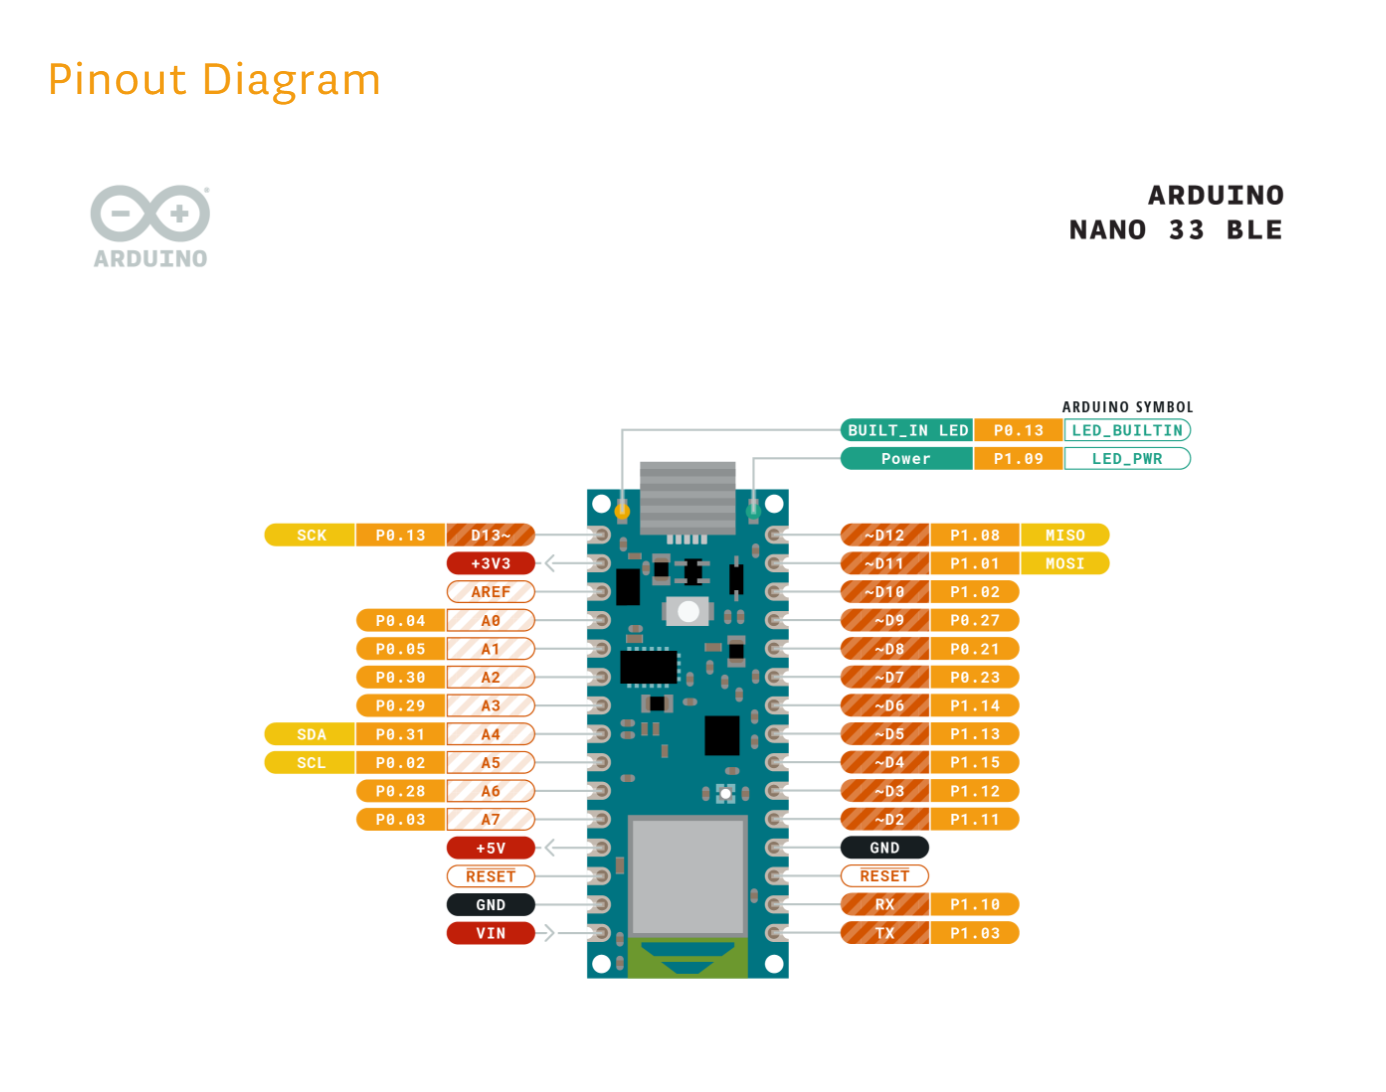 Pinout Diagram
ARDUINO
ARDUINO
NANO 33 BLE
ARDUINO SYMBOL
BUILT_IN LED P0.13 LED_BUILTIN
Power P1.09 LED_PWR
SCK P0.13 D13~
+3V3
AREF
P0.04 A0
P0.05 A1
P0.30 A2
P0.29 A3
SDA P0.31 A4
SCL P0.02 A5
P0.28 A6
P0.03 A7
+5V
RESET
GND
VIN
~D12 P1.08 MISO
~D11 P1.01 MOSI
~D10 P1.02
~D9 P0.27
~D8 P0.21
~D7 P0.23
~D6 P1.14
~D5 P1.13
~D4 P1.15
~D3 P1.12
~D2 P1.11
GND
RESET
RX P1.10
TX P1.03